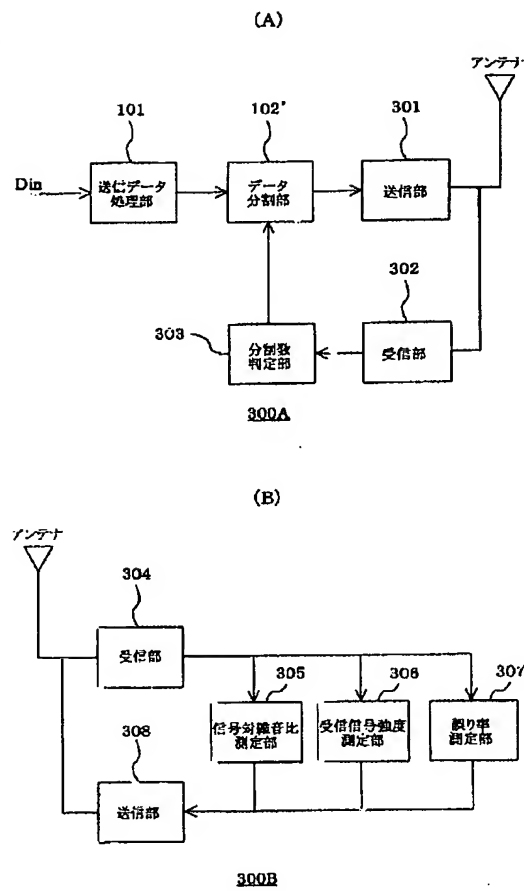 (A)
アンテナ
101
102'
301
Din
送信データ
処理部
データ
分割部
送信部
302
303
分割数
判定部
受信部
300A
(B)
アンテナ
304
受信部
305
306
307
信号対雑音比
測定部
受信信号強度
測定部
誤り率
測定部
308
送信部
300B